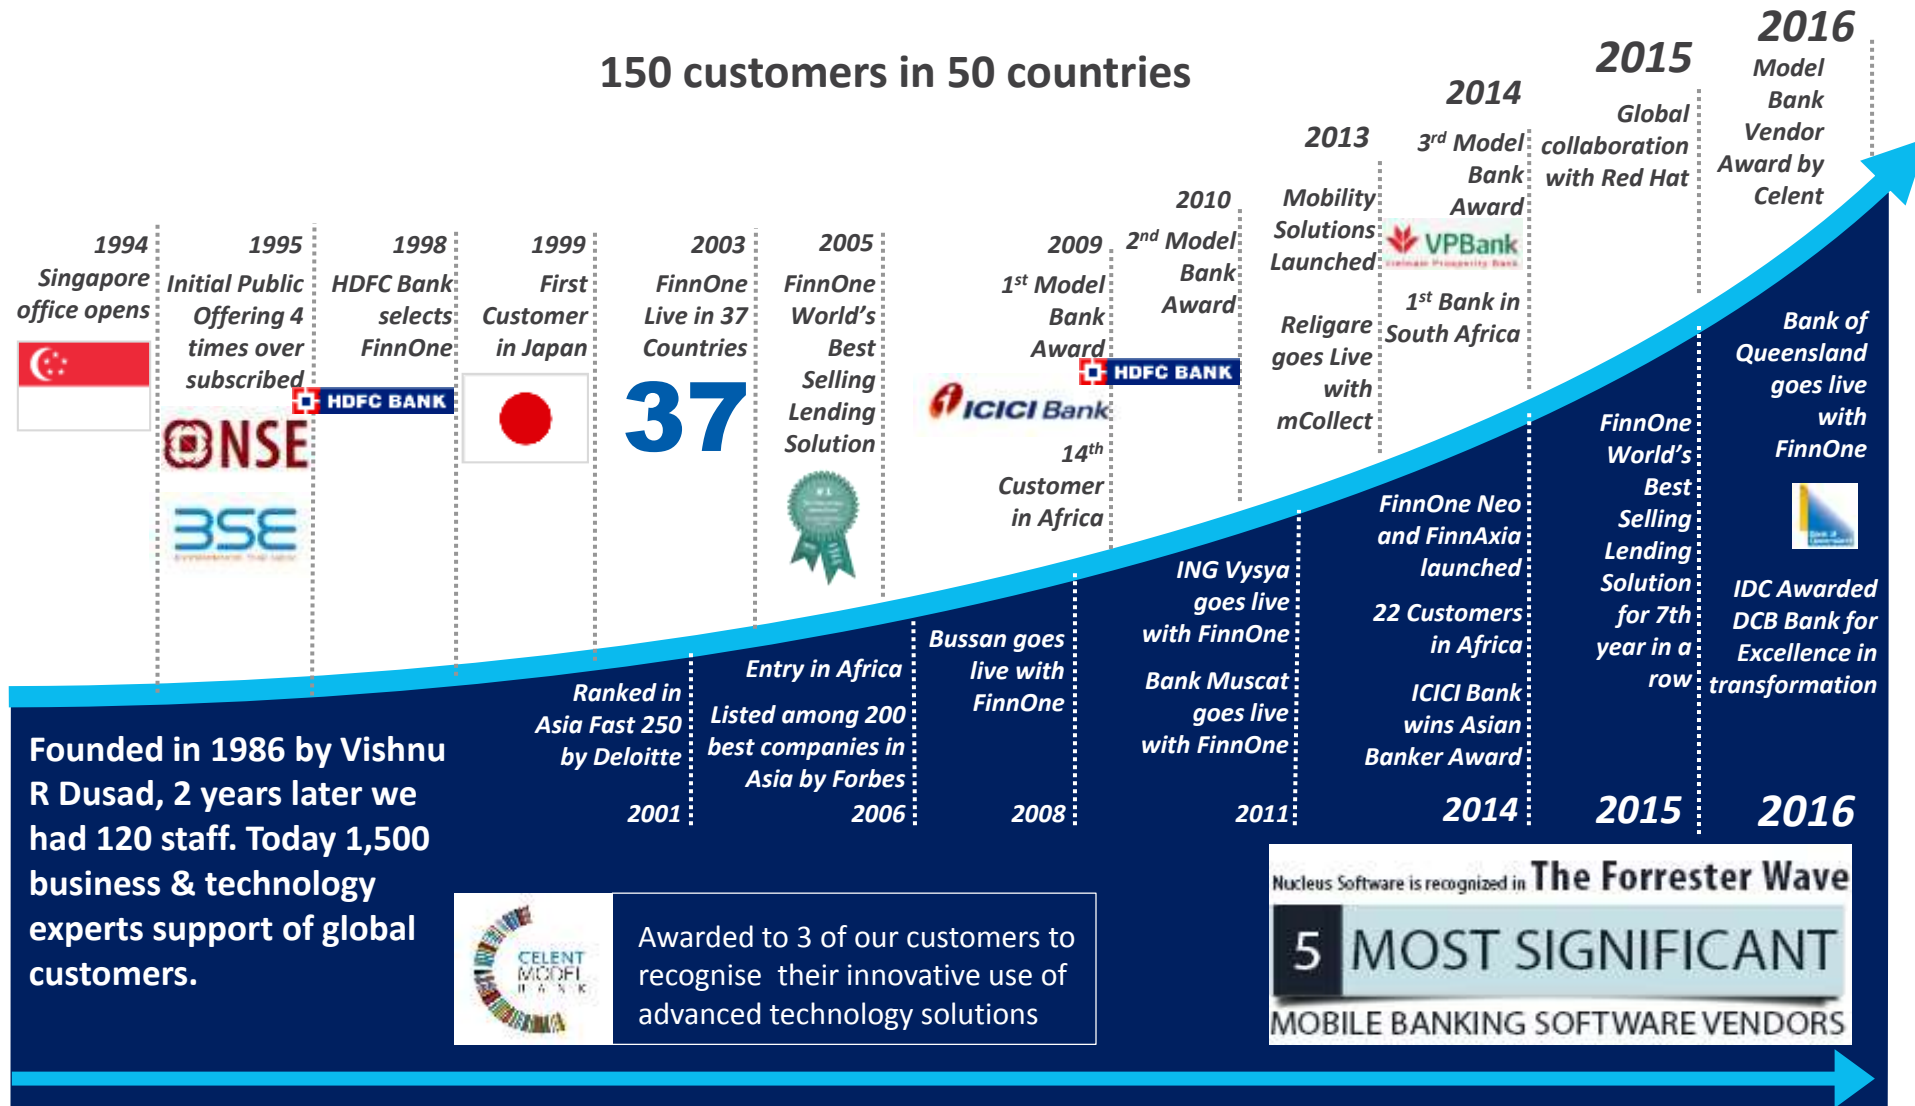 150 customers in 50 countries
1994
Singapore
office opens
1995
Initial Public
Offering 4
times over
subscribed
NSE
BSE
1998
HDFC Bank
selects
FinnOne
HDFC BANK
1999
First
Customer
in Japan
2003
FinnOne
Live in 37
Countries
37
2005
FinnOne
World's
Best
Selling
Lending
Solution
#1
2009
1st Model
Bank
Award
ICICI Bank
14th
Customer
in Africa
2010
2nd Model
Bank
Award
HDFC BANK
2013
Mobility
Solutions
Launched
Religare
goes Live
with
mCollect
2014
3rd Model
Bank
Award
VPBank
Vietnam Prosperity Bank
1st Bank in
South Africa
2015
Global
collaboration
with Red Hat
2016
Model
Bank
Vendor
Award by
Celent
Ranked in
Asia Fast 250
by Deloitte
2001
Entry in Africa
Listed among 200
best companies in
Asia by Forbes
2006
Bussan goes
live with
FinnOne
2008
ING Vysya
goes live
with FinnOne
Bank Muscat
goes live
with FinnOne
2011
FinnOne Neo
and FinnAxia
launched
22 Customers
in Africa
ICICI Bank
wins Asian
Banker Award
2014
FinnOne
World's
Best
Selling
Lending
Solution
for 7th
year in a
row
2015
Bank of
Queensland
goes live
with
FinnOne
Bank of
Queensland
IDC Awarded
DCB Bank for
Excellence in
transformation
2016
Founded in 1986 by Vishnu
R Dusad, 2 years later we
had 120 staff. Today 1,500
business & technology
experts support of global
customers.
CELENT
MODEL
BANK
Awarded to 3 of our customers to
recognise their innovative use of
advanced technology solutions
Nucleus Software is recognized in The Forrester Wave
5 MOST SIGNIFICANT
MOBILE BANKING SOFTWARE VENDORS